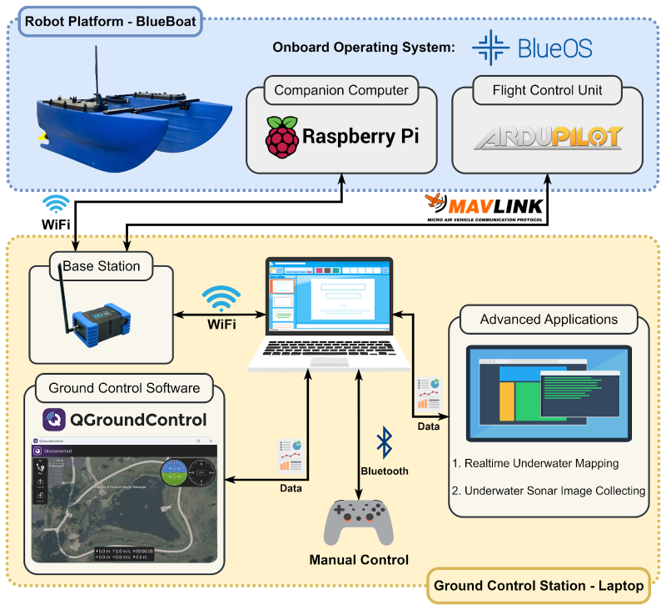 Robot Platform - BlueBoat
Onboard Operating System:
BlueOS
Companion Computer
Raspberry Pi
Flight Control Unit
ARDUPILOT
WiFi
MAVLINK
MICRO AIR VEHICLE COMMUNICATION PROTOCOL
Base Station
WiFi
Advanced Applications
1. Realtime Underwater Mapping
2. Underwater Sonar Image Collecting
Data
Ground Control Software
QGroundControl
QGroundControl
Disconnected
Data
Bluetooth
Manual Control
Ground Control Station - Laptop